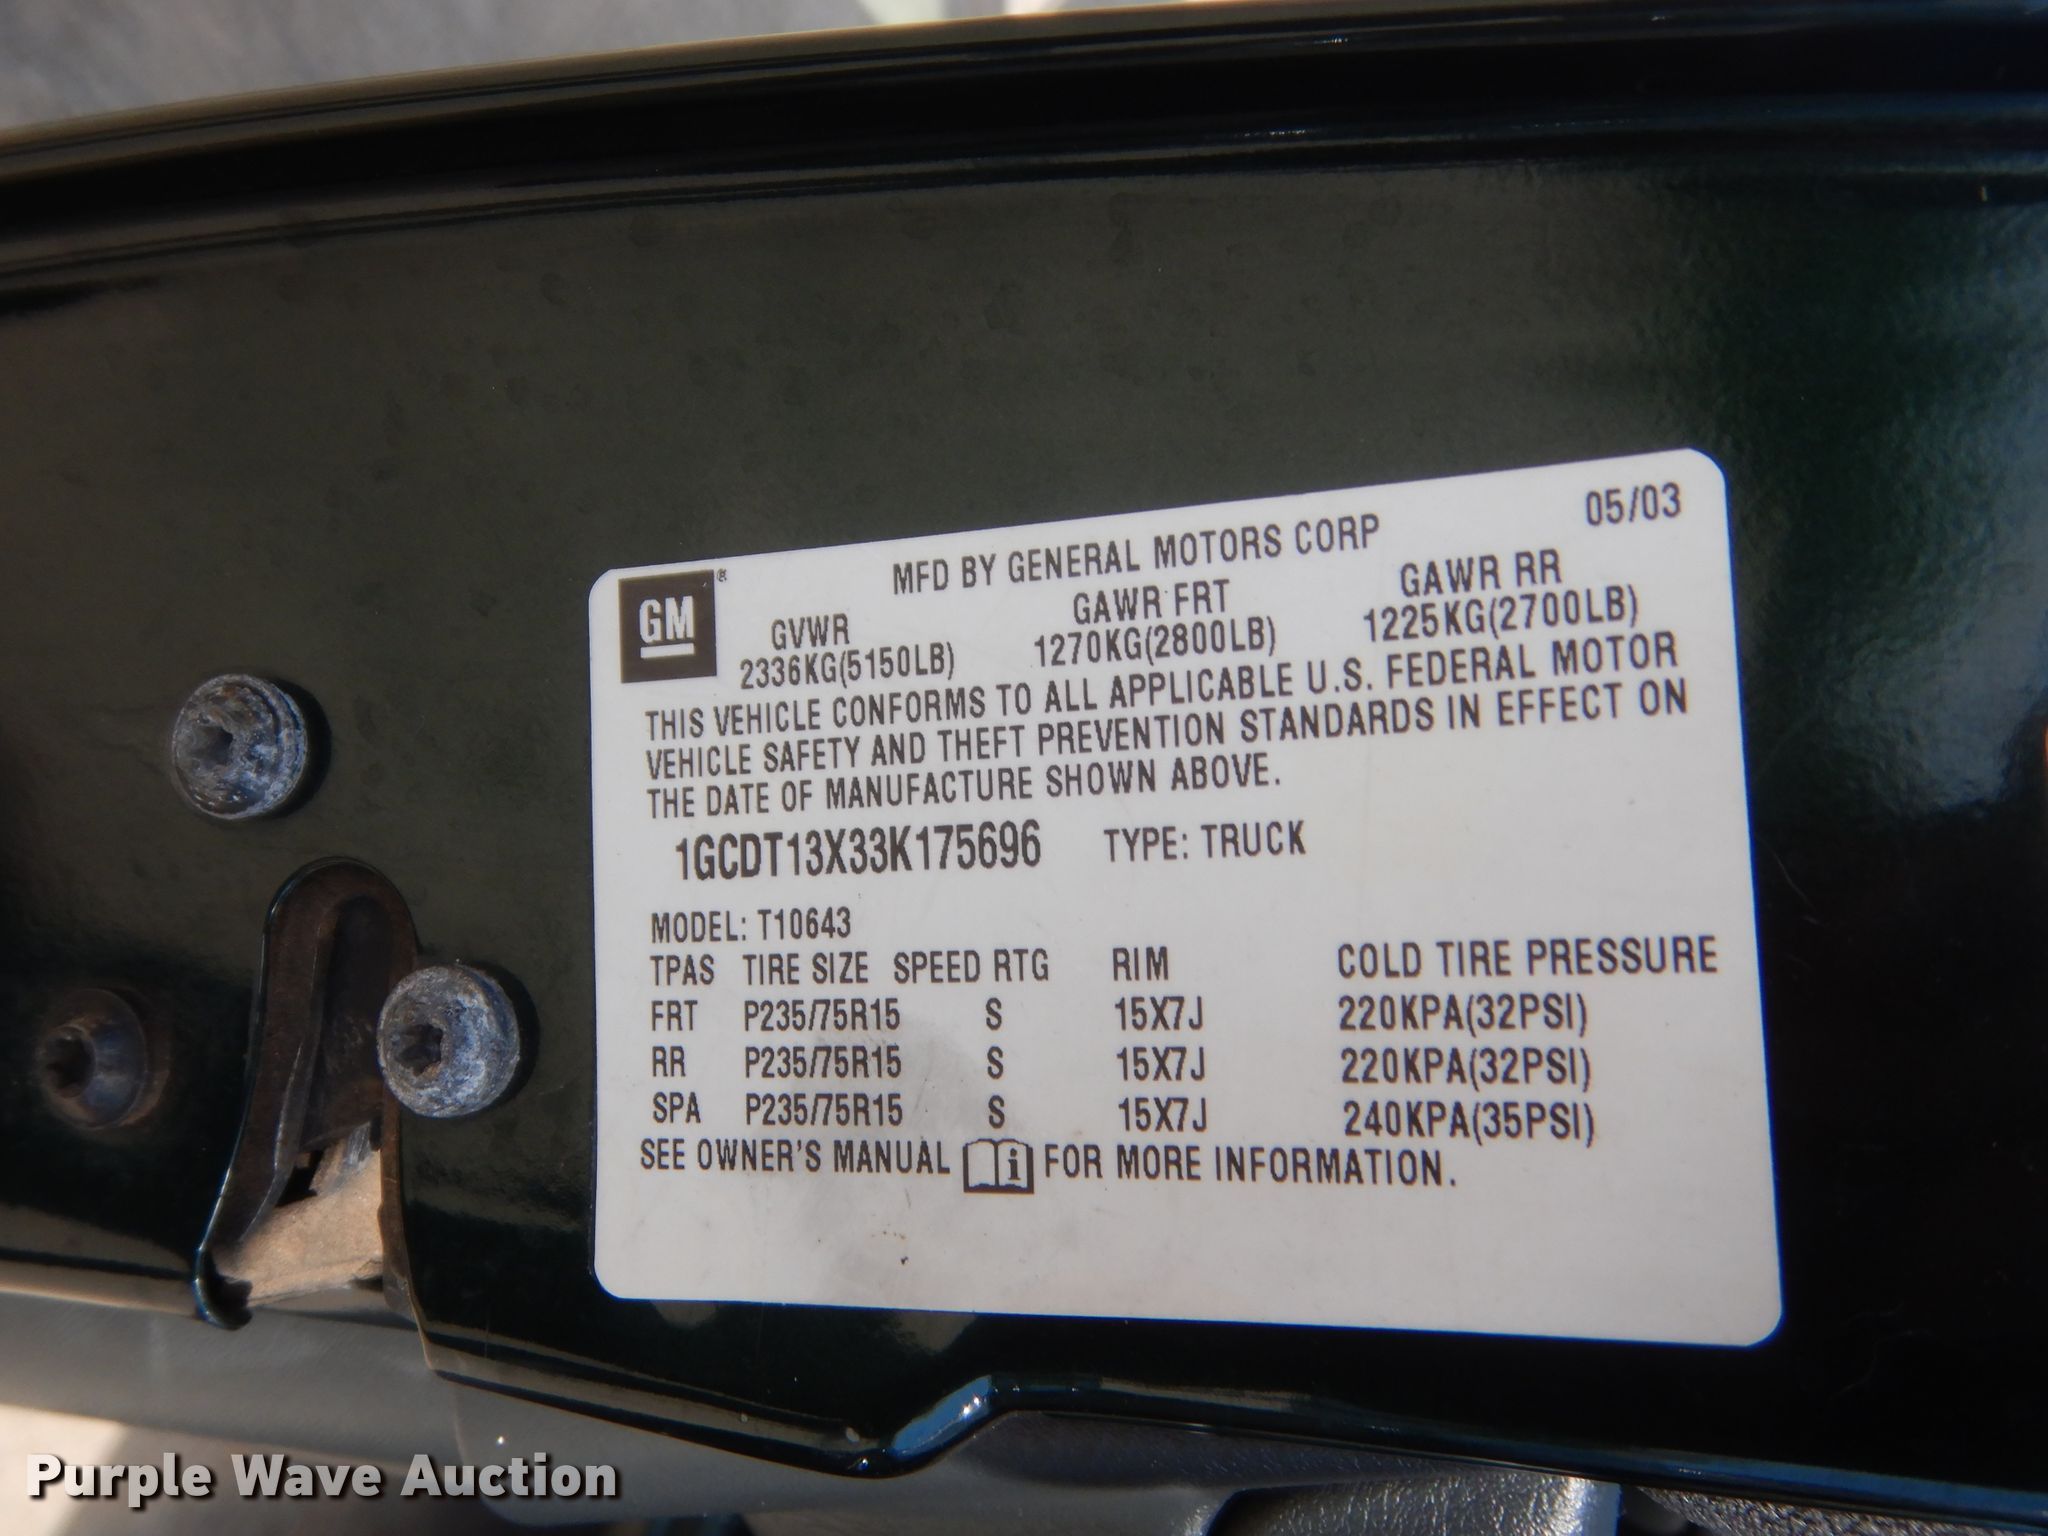 05/03
MFD BY GENERAL MOTORS CORP
GM®
GVWR GAWR FRT GAWR RR
2336KG(5150LB) 1270KG(2800LB) 1225KG(2700LB)
THIS VEHICLE CONFORMS TO ALL APPLICABLE U.S. FEDERAL MOTOR
VEHICLE SAFETY AND THEFT PREVENTION STANDARDS IN EFFECT ON
THE DATE OF MANUFACTURE SHOWN ABOVE.
1GCDT13X33K175696 TYPE: TRUCK
MODEL: T10643
TPAS TIRE SIZE SPEED RTG RIM COLD TIRE PRESSURE
FRT P235/75R15 S 15X7J 220KPA(32PSI)
RR P235/75R15 S 15X7J 220KPA(32PSI)
SPA P235/75R15 S 15X7J 240KPA(35PSI)
SEE OWNER'S MANUAL i FOR MORE INFORMATION.
Purple Wave Auction